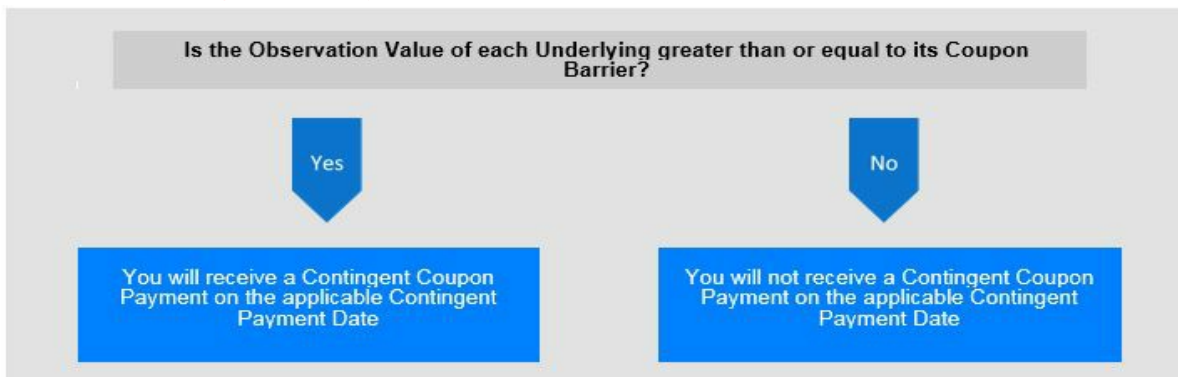 Is the Observation Value of each Underlying greater than or equal to its Coupon
Barrier?
Yes
No
You will receive a Contingent Coupon
Payment on the applicable Contingent
Payment Date
You will not receive a Contingent Coupon
Payment on the applicable Contingent
Payment Date